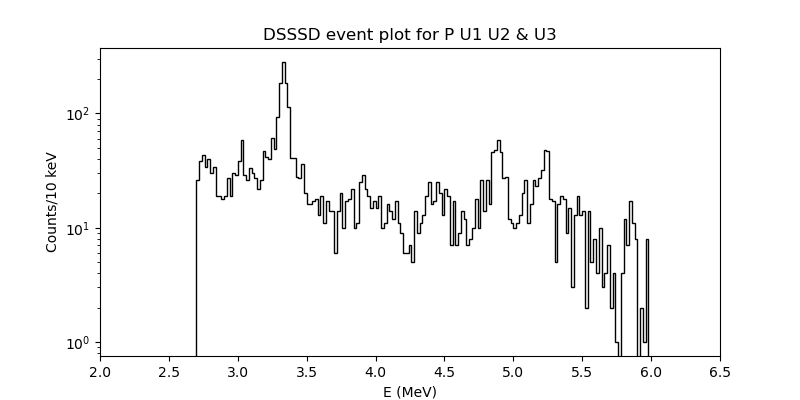 DSSSD event plot for P U1 U2 & U3
Counts/10 keV
10²
10¹
10⁰
2.0 2.5 3.0 3.5 4.0 4.5 5.0 5.5 6.0 6.5
E (MeV)